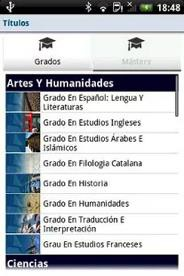 18:48
Títulos
Grados
Másters
Artes Y Humanidades
Grado En Español: Lengua Y
Literaturas
Grado En Estudios Ingleses
Grado En Estudios Árabes E
Islámicos
Grado En Filologia Catalana
Grado En Historia
Grado En Humanidades
Grado En Traducción E
Interpretación
Grau En Estudios Franceses
Ciencias